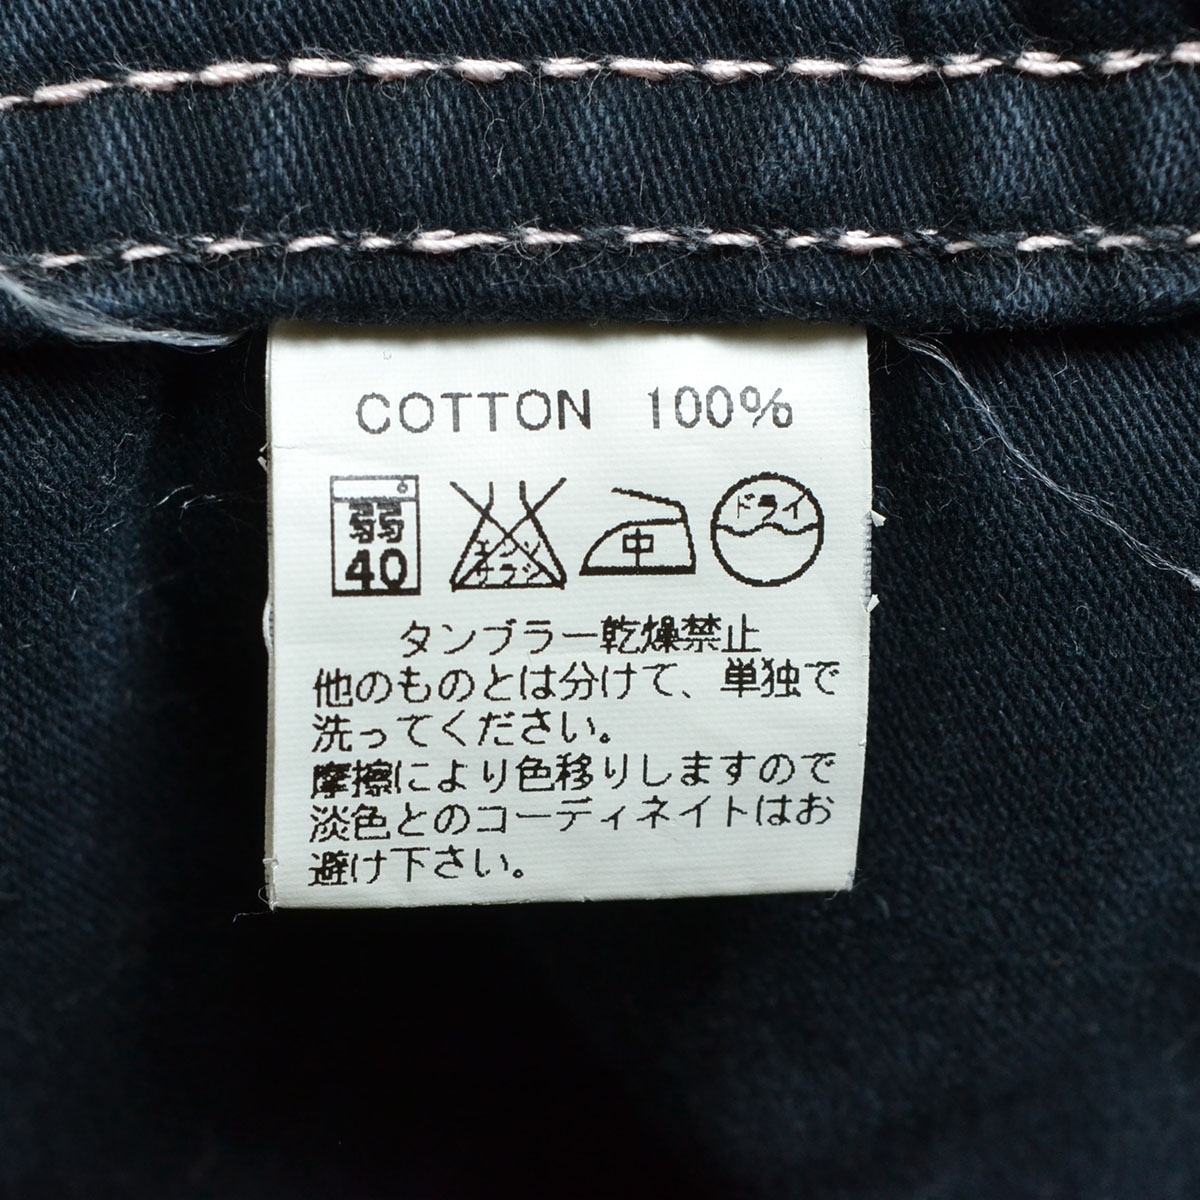 COTTON 100%
弱 エンソ ドライ
40 サラシ 中
タンブラー乾燥禁止
他のものとは分けて、単独で
洗ってください。
摩擦により色移りしますので
淡色とのコーディネイトはお
避け下さい。